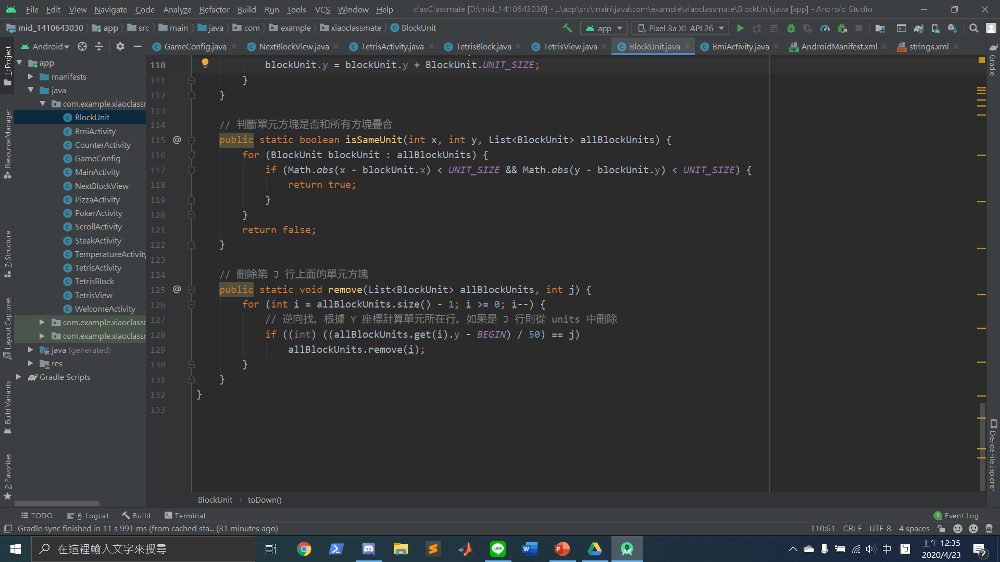 File Edit View Navigate Code Analyze Refactor Build Run Tools VCS Window Help xiaoClassmate [D:\mid_1410643030] - ...\app\src\main\java\com\example\xiaoclassmate\BlockUnit.java [app] - Android Studio
mid_1410643030 app src main java com example xiaoclassmate BlockUnit app Pixel 3a XL API 26
Android GameConfig.java NextBlockView.java TetrisActivity.java TetrisBlock.java TetrisView.java BlockUnit.java BmiActivity.java AndroidManifest.xml strings.xml
1: Project
Resource Manager
7: Structure
Layout Captures
Build Variants
2: Favorites
app
manifests
java
com.example.xiaoclassr
BlockUnit
BmiActivity
CounterActivity
GameConfig
MainActivity
NextBlockView
PizzaActivity
PokerActivity
ScrollActivity
SteakActivity
TemperatureActivity
TetrisActivity
TetrisBlock
TetrisView
WelcomeActivity
com.example.xiaoclassr
com.example.xiaoclassr
java (generated)
res
Gradle Scripts
110 blockUnit.y = blockUnit.y + BlockUnit.UNIT_SIZE;
111 }
112 }
113
114 // 判斷單元方塊是否和所有方塊疊合
115 @ public static boolean isSameUnit(int x, int y, List<BlockUnit> allBlockUnits) {
116 for (BlockUnit blockUnit : allBlockUnits) {
117 if (Math.abs(x - blockUnit.x) < UNIT_SIZE && Math.abs(y - blockUnit.y) < UNIT_SIZE) {
118 return true;
119 }
120 }
121 return false;
122 }
123
124 // 刪除第 J 行上面的單元方塊
125 @ public static void remove(List<BlockUnit> allBlockUnits, int j) {
126 for (int i = allBlockUnits.size() - 1; i >= 0; i--) {
127 // 逆向找，根據 Y 座標計算單元所在行，如果是 J 行則從 units 中刪除
128 if ((int) ((allBlockUnits.get(i).y - BEGIN) / 50) == j)
129 allBlockUnits.remove(i);
130 }
131 }
132 }
133
Gradle
Device File Explorer
BlockUnit › toDown()
TODO 6: Logcat Build Terminal 1 Event Log
Gradle sync finished in 11 s 991 ms (from cached sta... (31 minutes ago) 110:61 CRLF UTF-8 4 spaces
在這裡輸入文字來搜尋 LINE 中 ㄅ 上午 12:35
2020/4/23 2